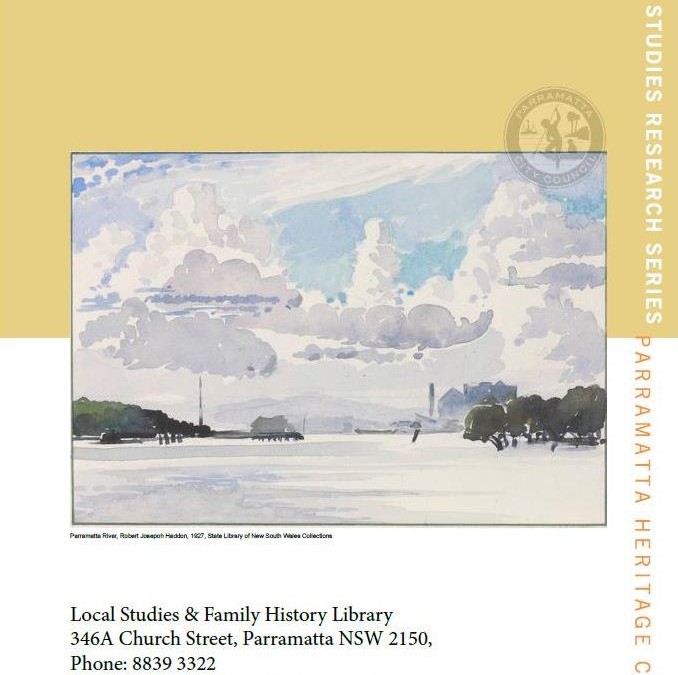 STUDIES RESEARCH SERIES
PARRAMATTA HERITAGE C
PARRAMATTA
CITY COUNCIL
Parramatta River, Robert Josepoh Haddon, 1927, State Library of New South Wales Collections
Local Studies & Family History Library
346A Church Street, Parramatta NSW 2150,
Phone: 8839 3322